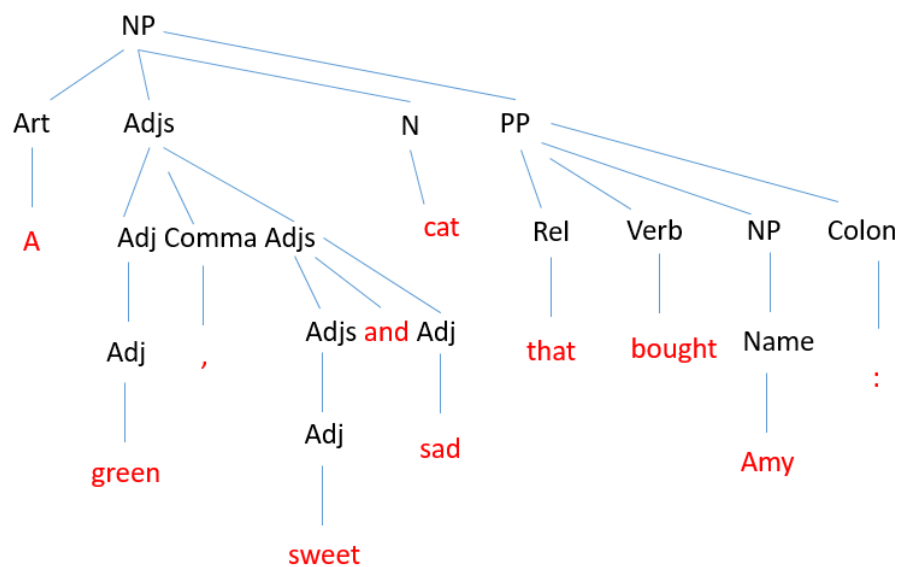 NP
Art Adjs N PP
A Adj Comma Adjs cat Rel Verb NP Colon
Adj , Adjs and Adj that bought Name :
green Adj sad Amy
sweet